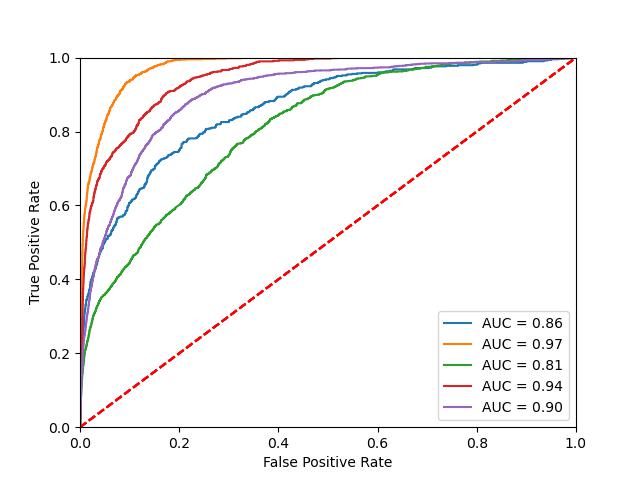 1.0
0.8
0.6
0.4
0.2
0.0
True Positive Rate
AUC = 0.86
AUC = 0.97
AUC = 0.81
AUC = 0.94
AUC = 0.90
0.0 0.2 0.4 0.6 0.8 1.0
False Positive Rate